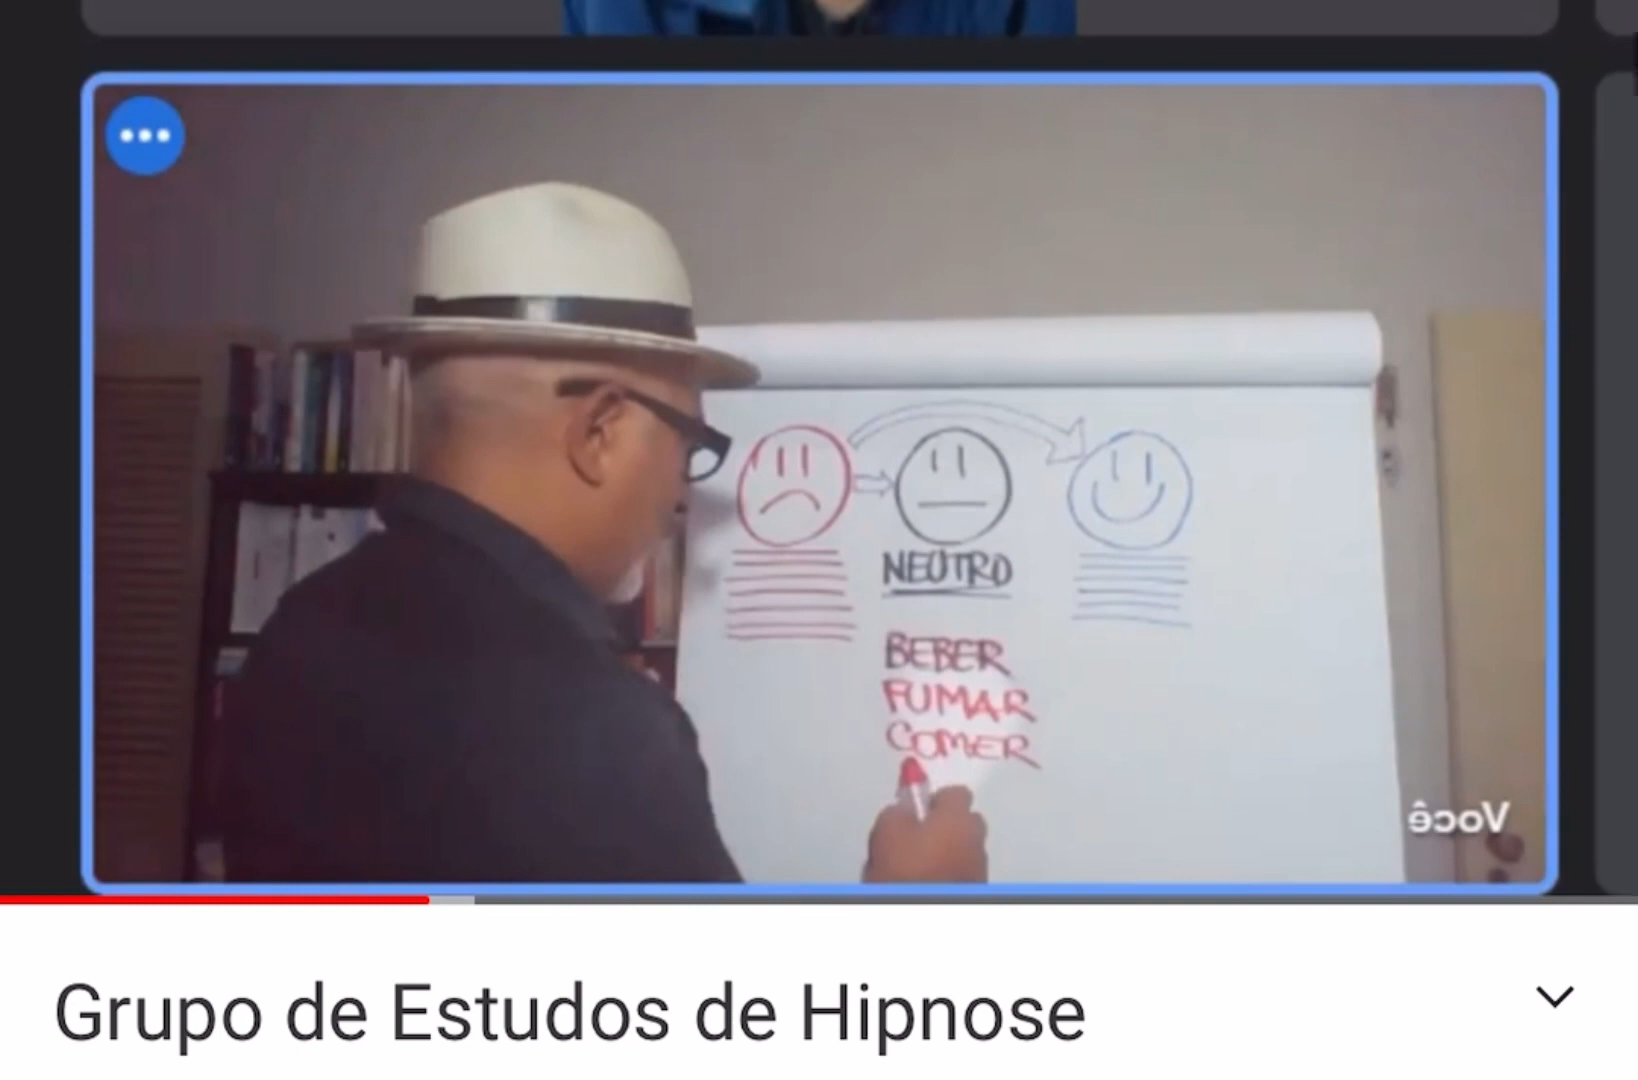 NEUTRO
BEBER
FUMAR
COMER
Você
Grupo de Estudos de Hipnose